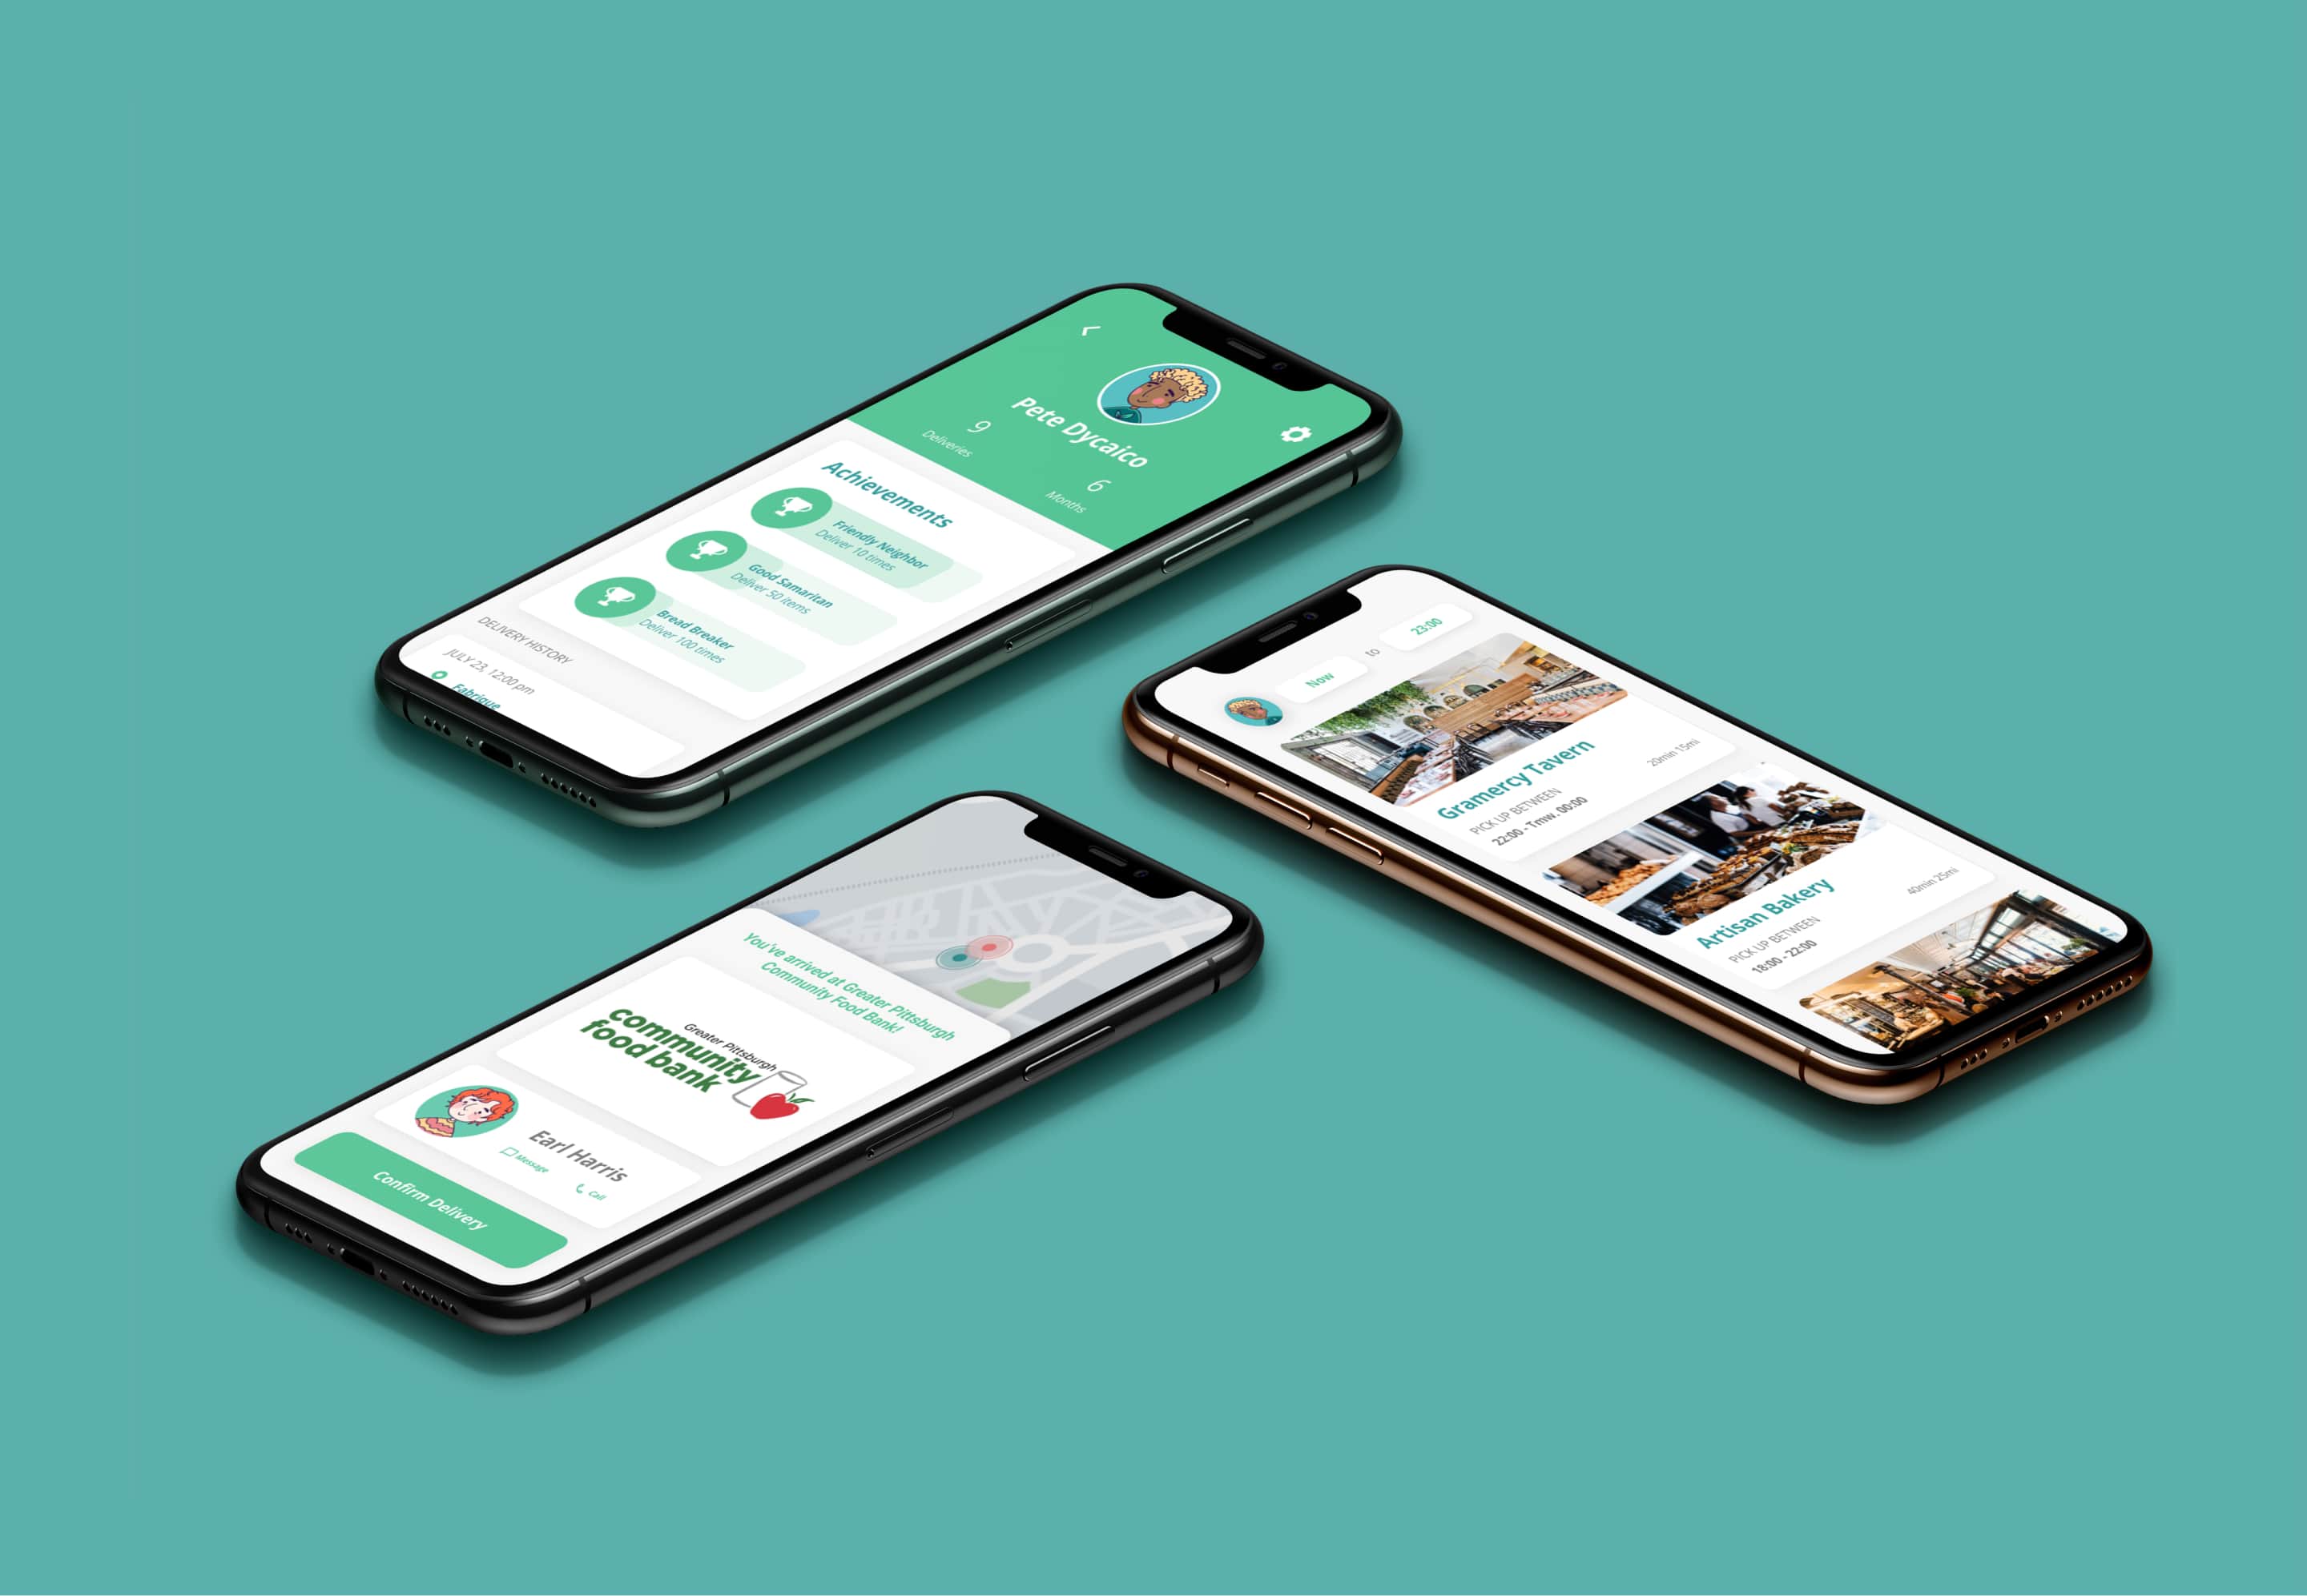 Pete Dycaico
9
Deliveries
6
Months
Achievements
Friendly Neighbor
Deliver 10 times
Good Samaritan
Deliver 50 items
Bread Breaker
Deliver 100 times
DELIVERY HISTORY
JULY 23, 12:00 pm
Fabrique
Now
to
23:00
Gramercy Tavern
20min 15mi
PICK UP BETWEEN
22:00 - Tmw. 00:00
Artisan Bakery
40min 25mi
PICK UP BETWEEN
18:00 - 22:00
You've arrived at Greater Pittsburgh
Community Food Bank!
Greater Pittsburgh
community
food bank
Earl Harris
Message
Call
Confirm Delivery